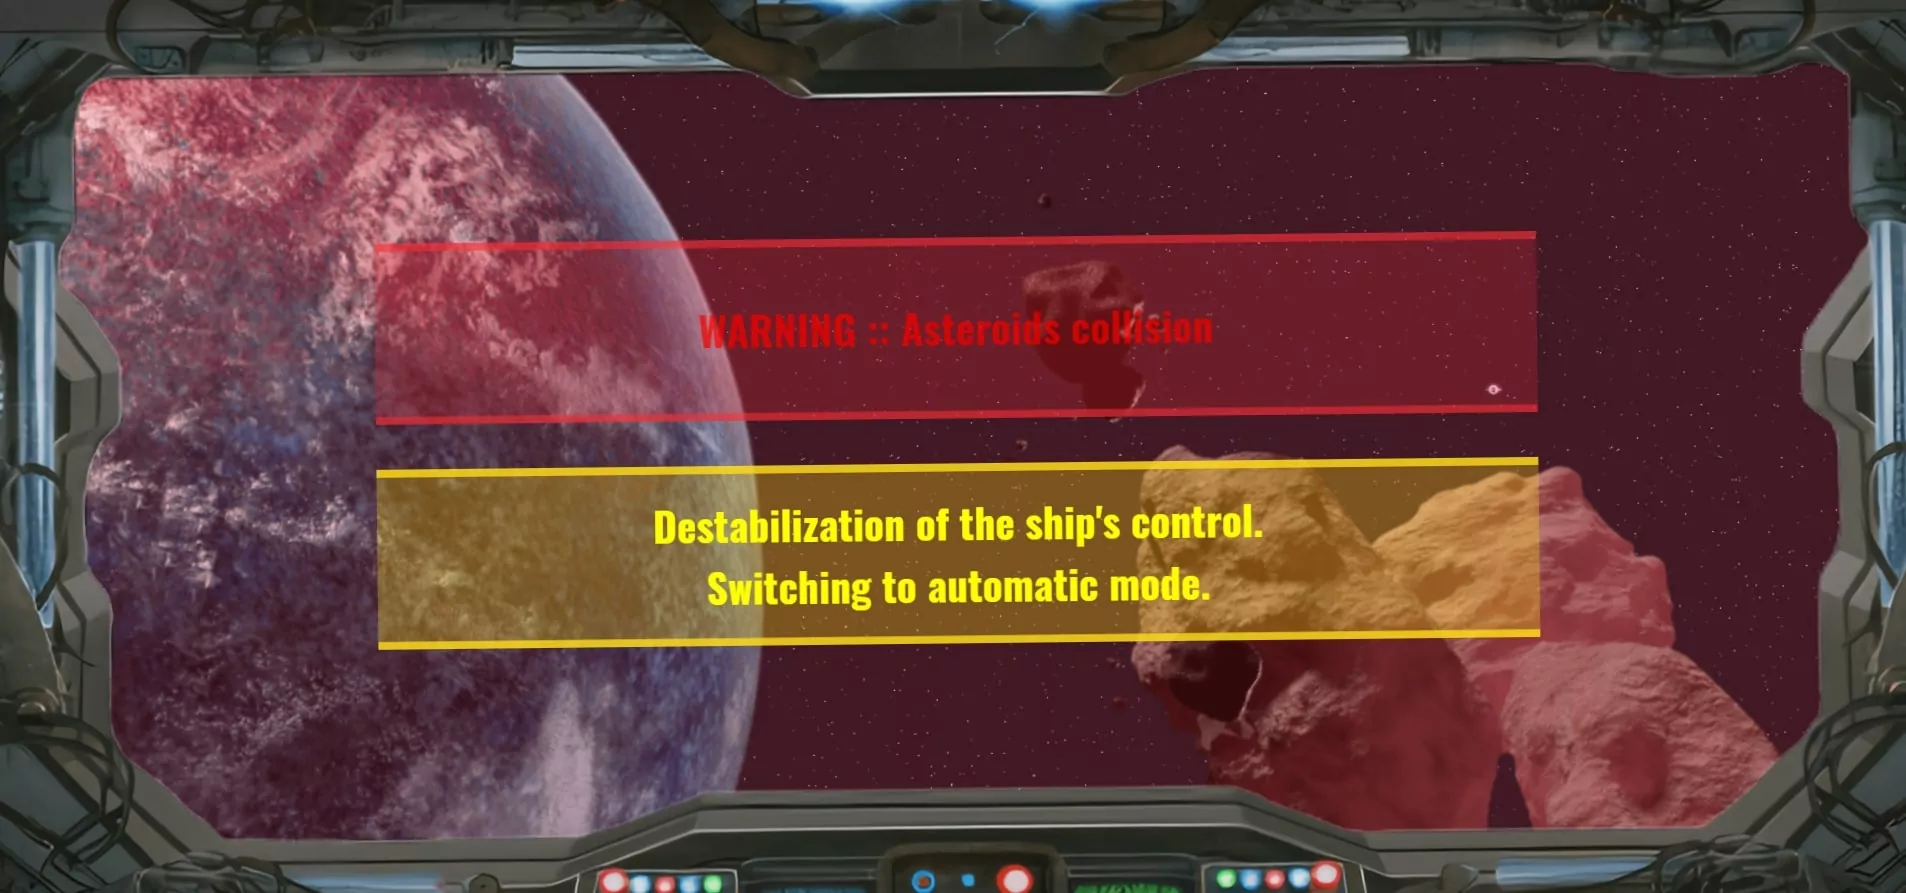 WARNING :: Asteroids collision
Destabilization of the ship's control.
Switching to automatic mode.